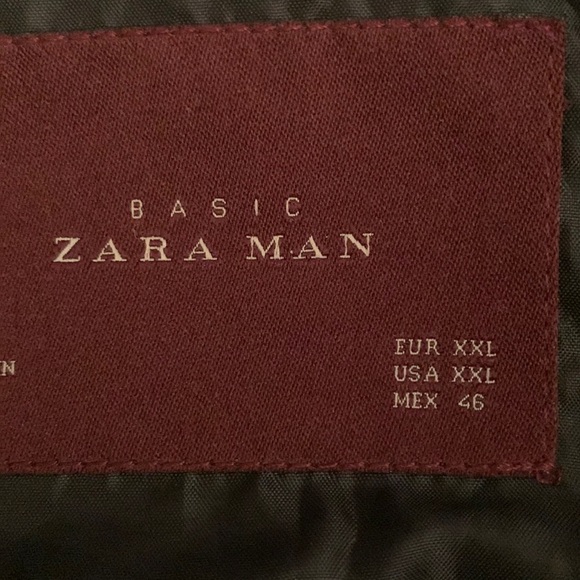 BASIC
ZARA MAN
EUR XXL
USA XXL
MEX 46